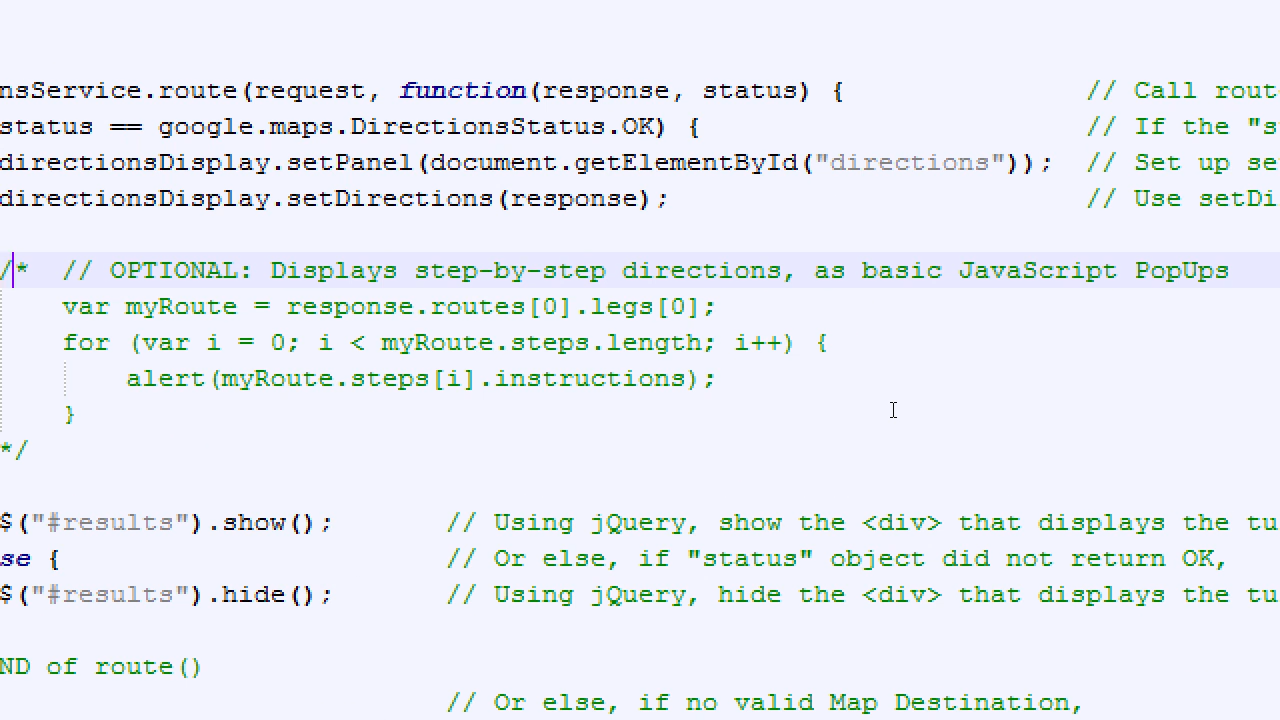 nsService.route(request, function(response, status) { // Call rout
status == google.maps.DirectionsStatus.OK) { // If the "s
directionsDisplay.setPanel(document.getElementById("directions")); // Set up se
directionsDisplay.setDirections(response); // Use setDi
/* // OPTIONAL: Displays step-by-step directions, as basic JavaScript PopUps
var myRoute = response.routes[0].legs[0];
for (var i = 0; i < myRoute.steps.length; i++) {
alert(myRoute.steps[i].instructions);
}
*/
$("#results").show(); // Using jQuery, show the <div> that displays the tu
se { // Or else, if "status" object did not return OK,
$("#results").hide(); // Using jQuery, hide the <div> that displays the tu
ND of route()
// Or else, if no valid Map Destination,